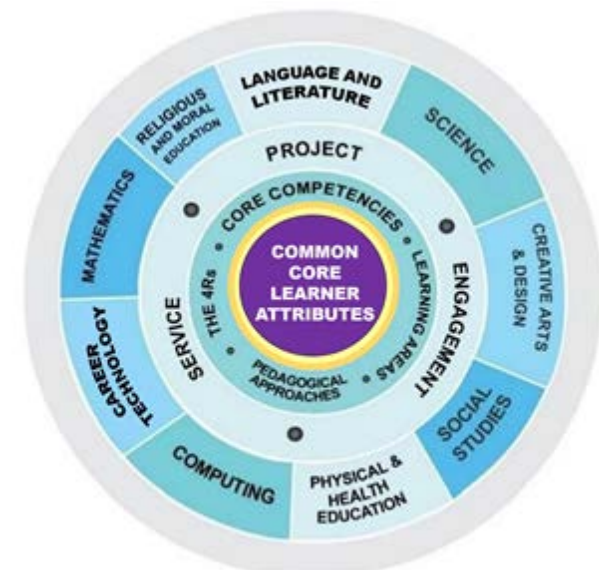 LANGUAGE AND
LITERATURE
SCIENCE
CREATIVE ARTS
& DESIGN
SOCIAL
STUDIES
PHYSICAL &
HEALTH
EDUCATION
COMPUTING
CAREER
TECHNOLOGY
MATHEMATICS
RELIGIOUS
AND MORAL
EDUCATION
PROJECT
ENGAGEMENT
SERVICE
CORE COMPETENCIES
LEARNING AREAS
PEDAGOGICAL
APPROACHES
THE 4Rs
COMMON
CORE
LEARNER
ATTRIBUTES